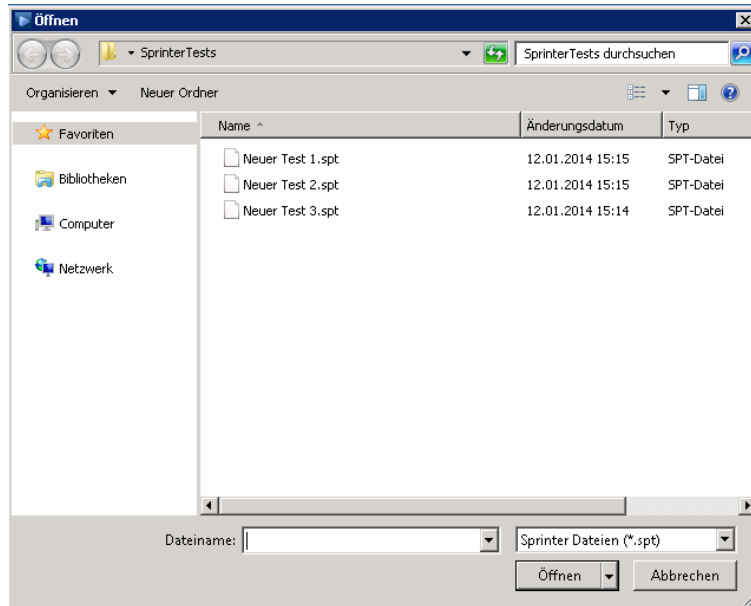 Öffnen
SprinterTests
SprinterTests durchsuchen
Organisieren Neuer Ordner
Name Änderungsdatum Typ
Favoriten
Bibliotheken
Computer
Netzwerk
Neuer Test 1.spt 12.01.2014 15:15 SPT-Datei
Neuer Test 2.spt 12.01.2014 15:15 SPT-Datei
Neuer Test 3.spt 12.01.2014 15:14 SPT-Datei
Dateiname: Sprinter Dateien (*.spt)
Öffnen Abbrechen